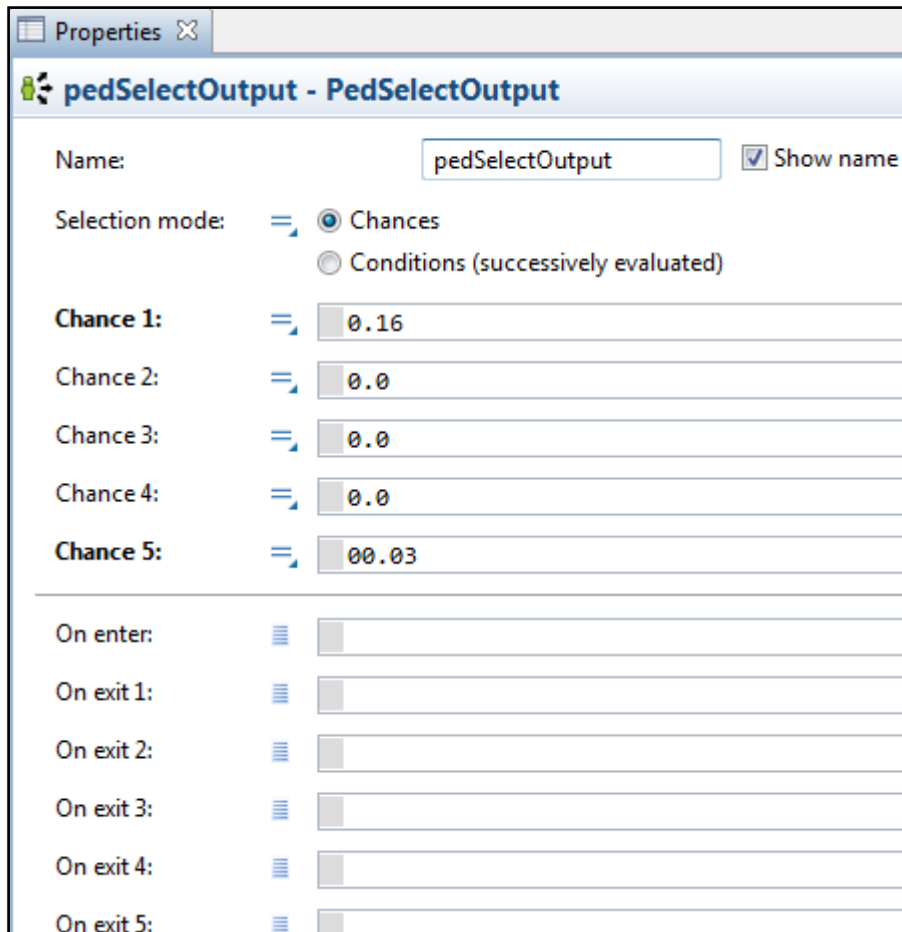 Properties
pedSelectOutput - PedSelectOutput
Name: pedSelectOutput Show name
Selection mode: Chances
Conditions (successively evaluated)
Chance 1: 0.16
Chance 2: 0.0
Chance 3: 0.0
Chance 4: 0.0
Chance 5: 00.03
On enter:
On exit 1:
On exit 2:
On exit 3:
On exit 4:
On exit 5: